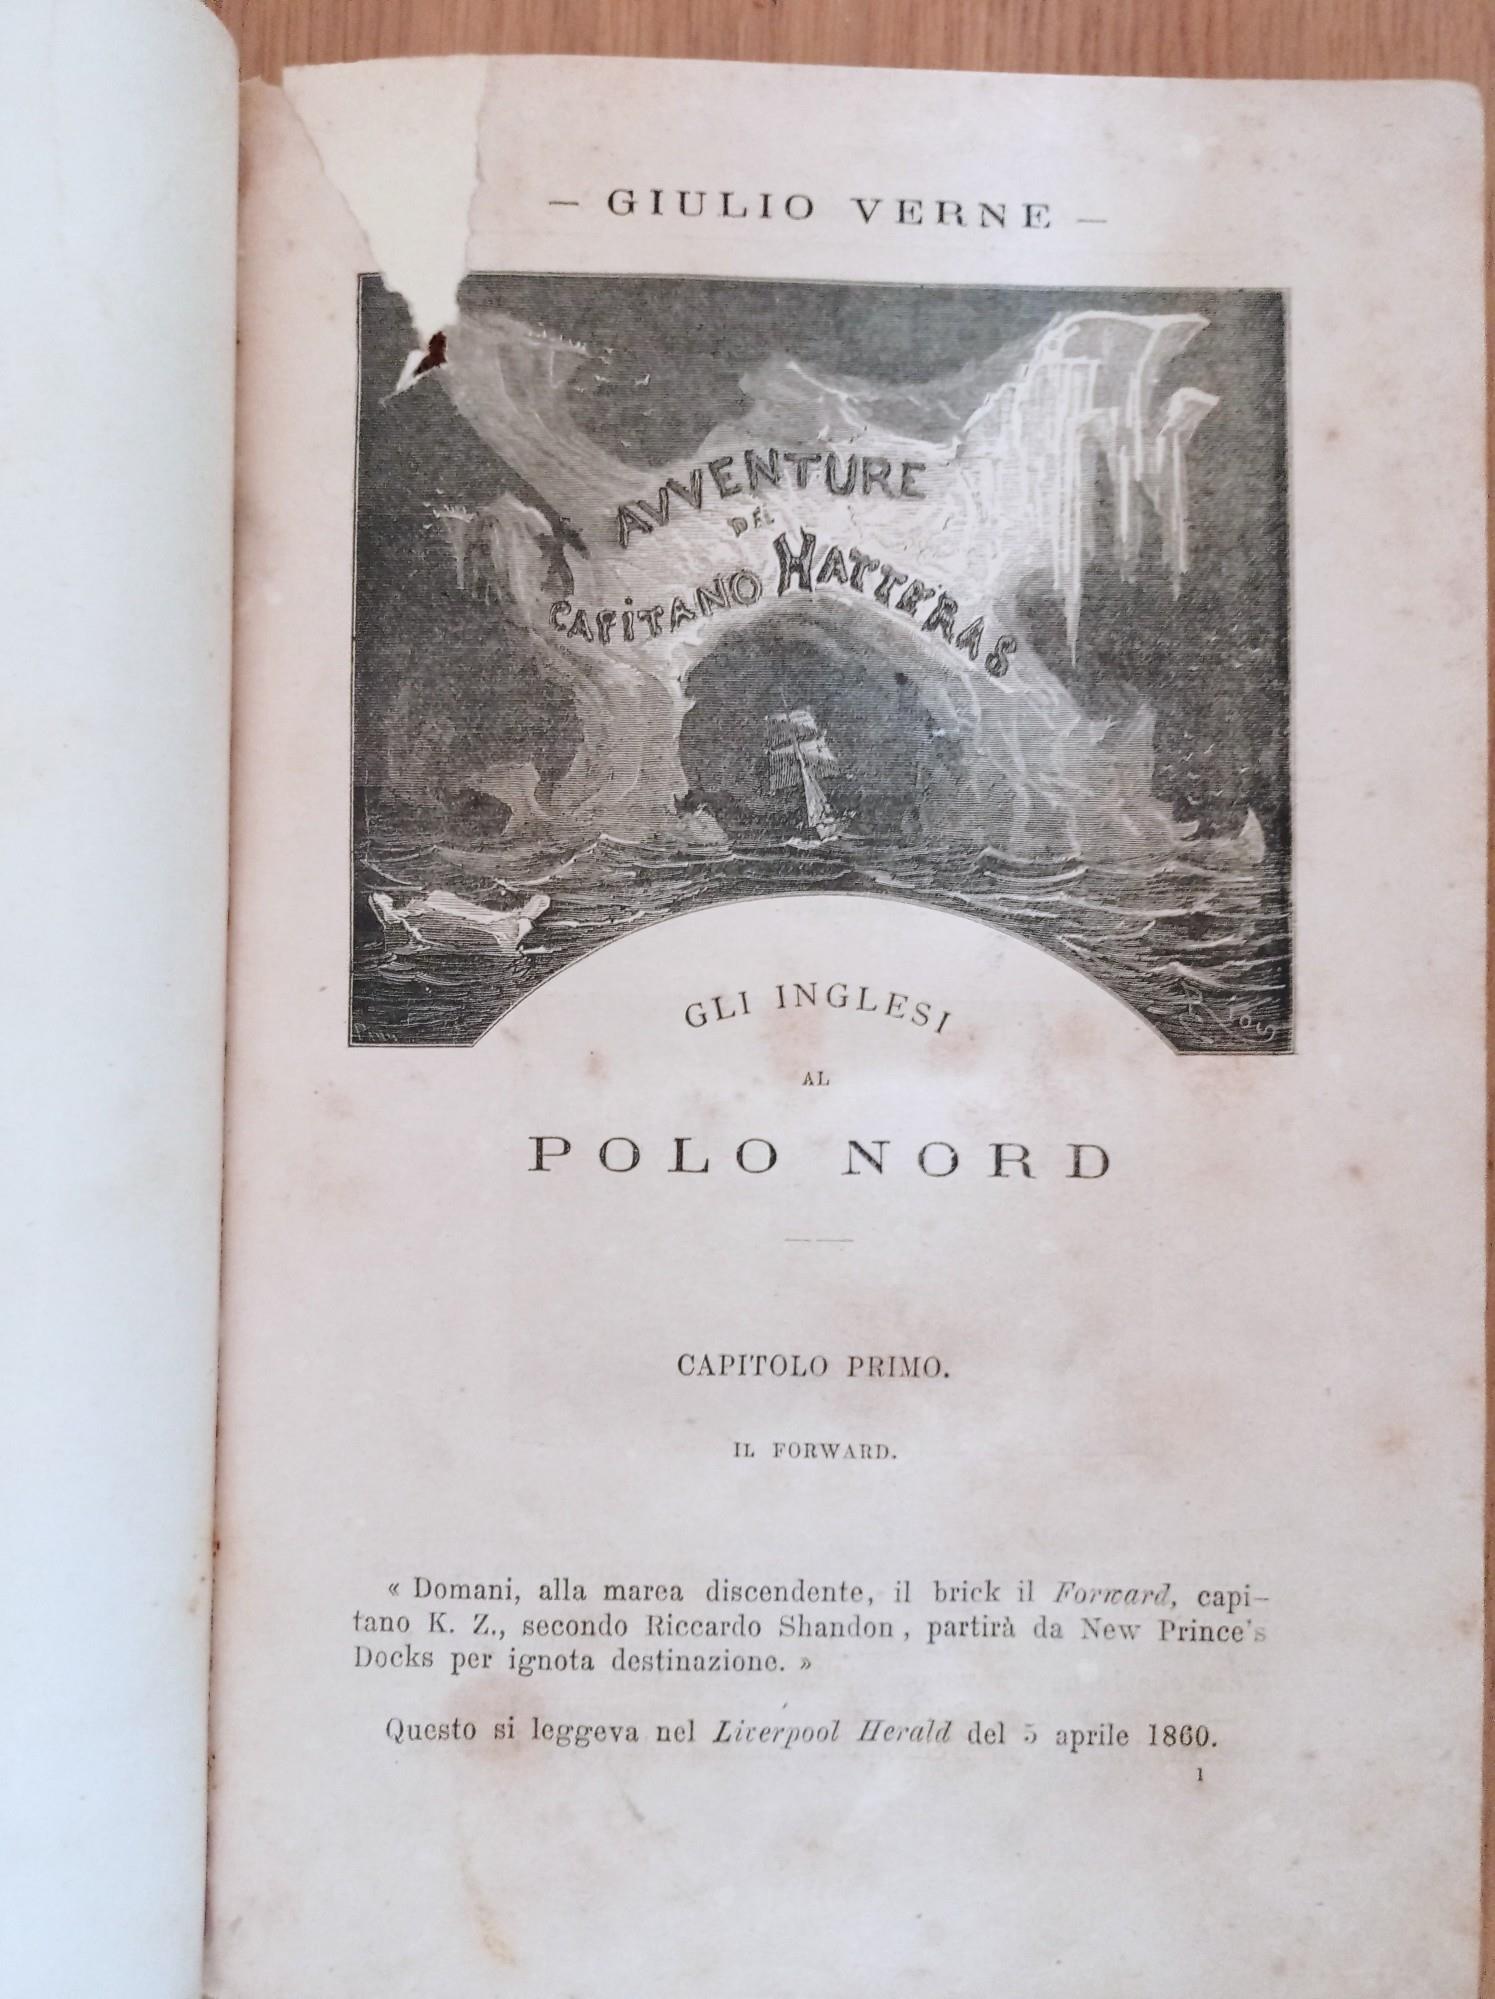 — GIULIO VERNE —
AVVENTURE
DEL
CAPITANO HATTERAS
GLI INGLESI
AL
POLO NORD
CAPITOLO PRIMO.
IL FORWARD.
« Domani, alla marea discendente, il brick il Forward, capi-
tano K. Z., secondo Riccardo Shandon, partirà da New Prince's
Docks per ignota destinazione. »
Questo si leggeva nel Liverpool Herald del 5 aprile 1860.
1